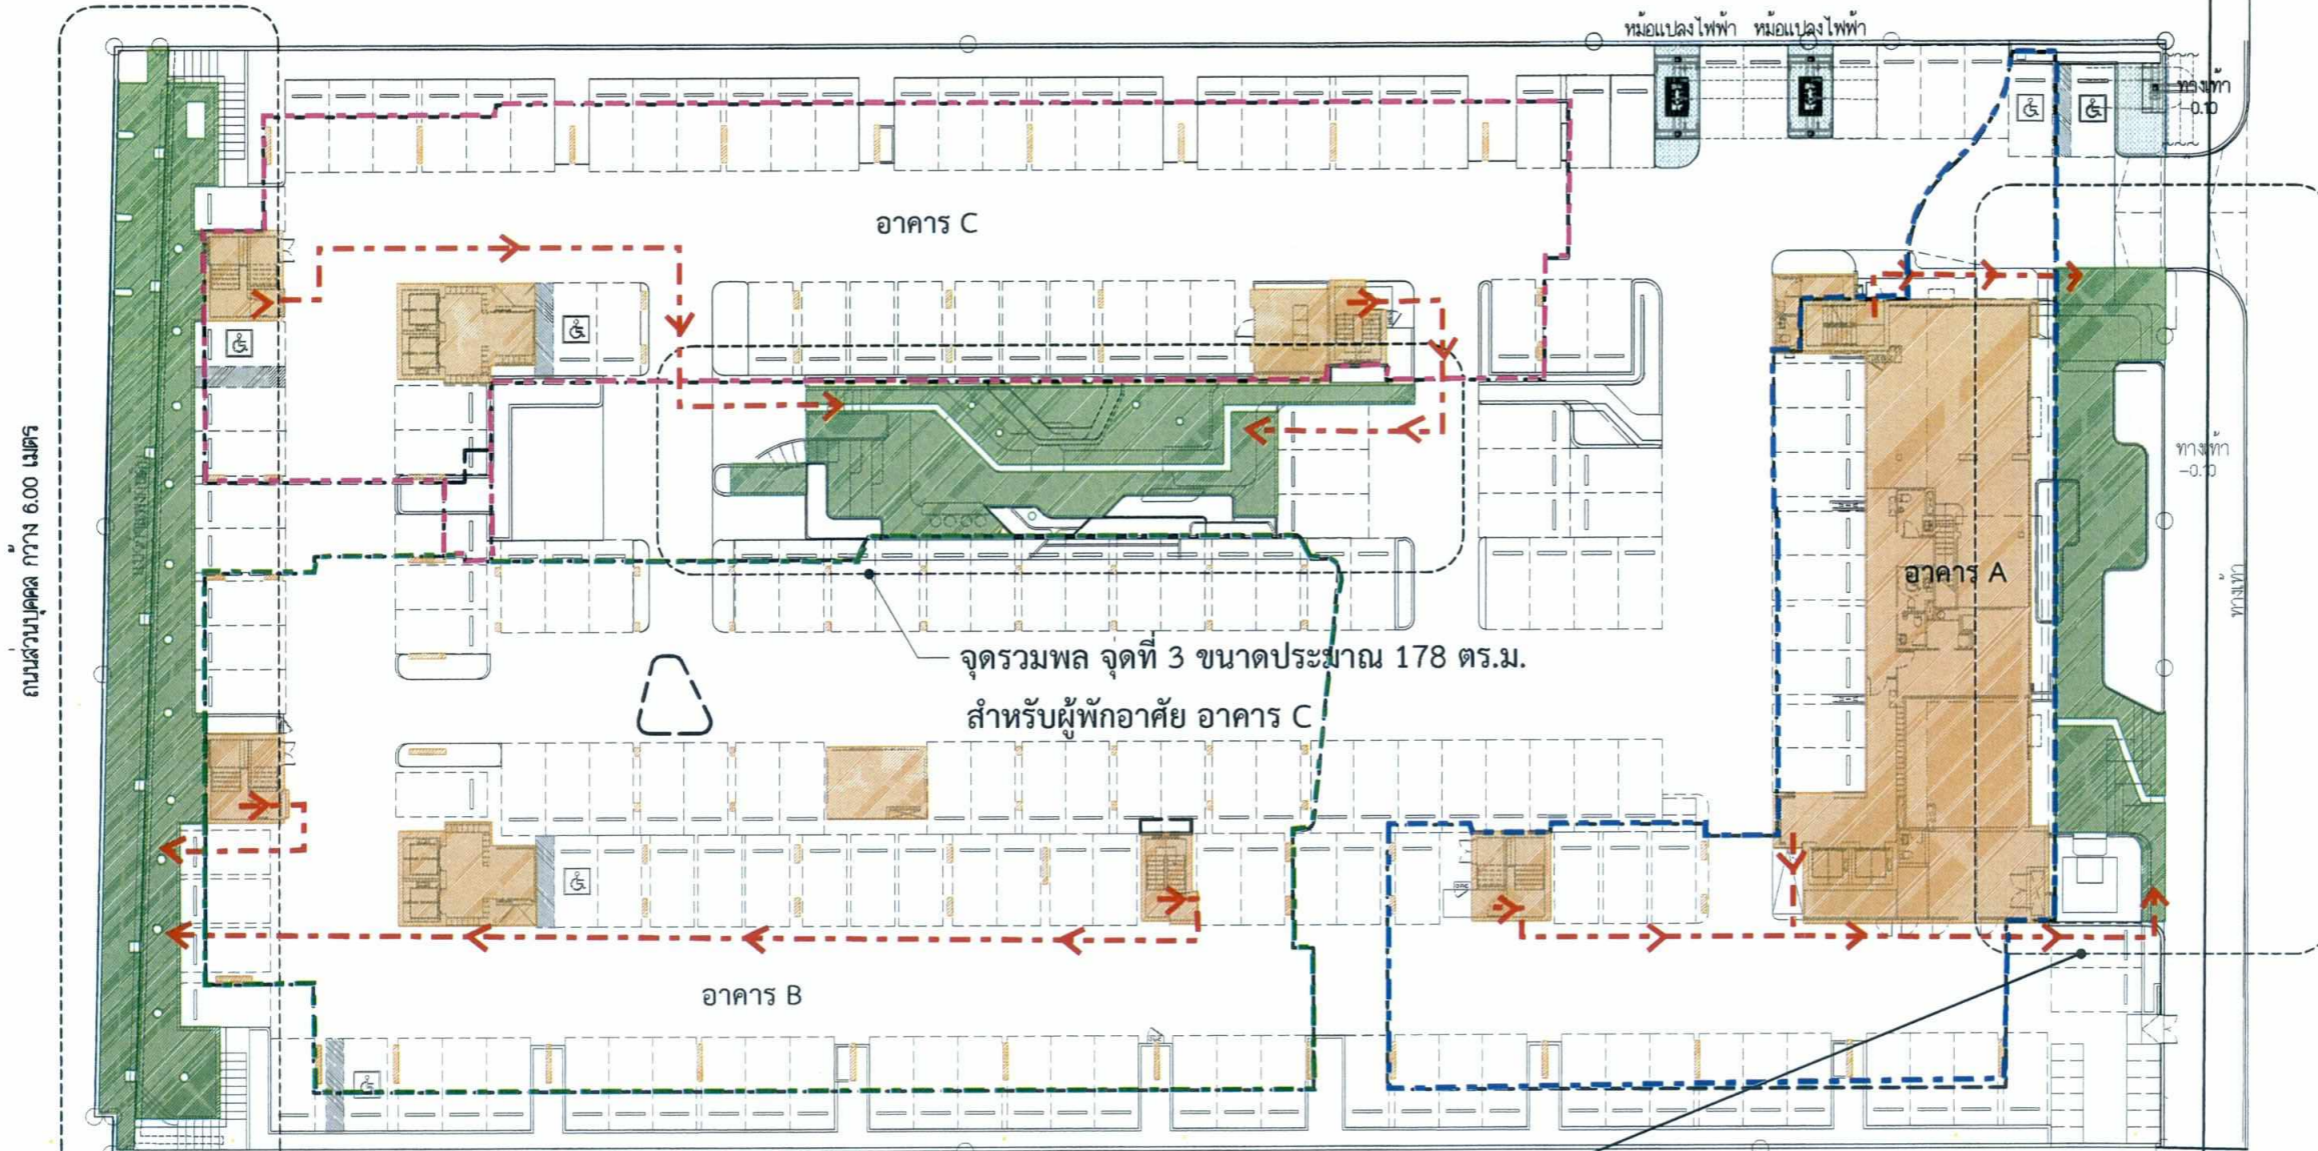 หม้อแปลงไฟฟ้า หม้อแปลงไฟฟ้า
ทางเท้า
-0.10
อาคาร C
ทางเท้า
-0.10
ถนนส่วนบุคคล กว้าง 6.00 เมตร
อาคาร A
ทางเท้า
จุดรวมพล จุดที่ 3 ขนาดประมาณ 178 ตร.ม.
สำหรับผู้พักอาศัย อาคาร C
อาคาร B